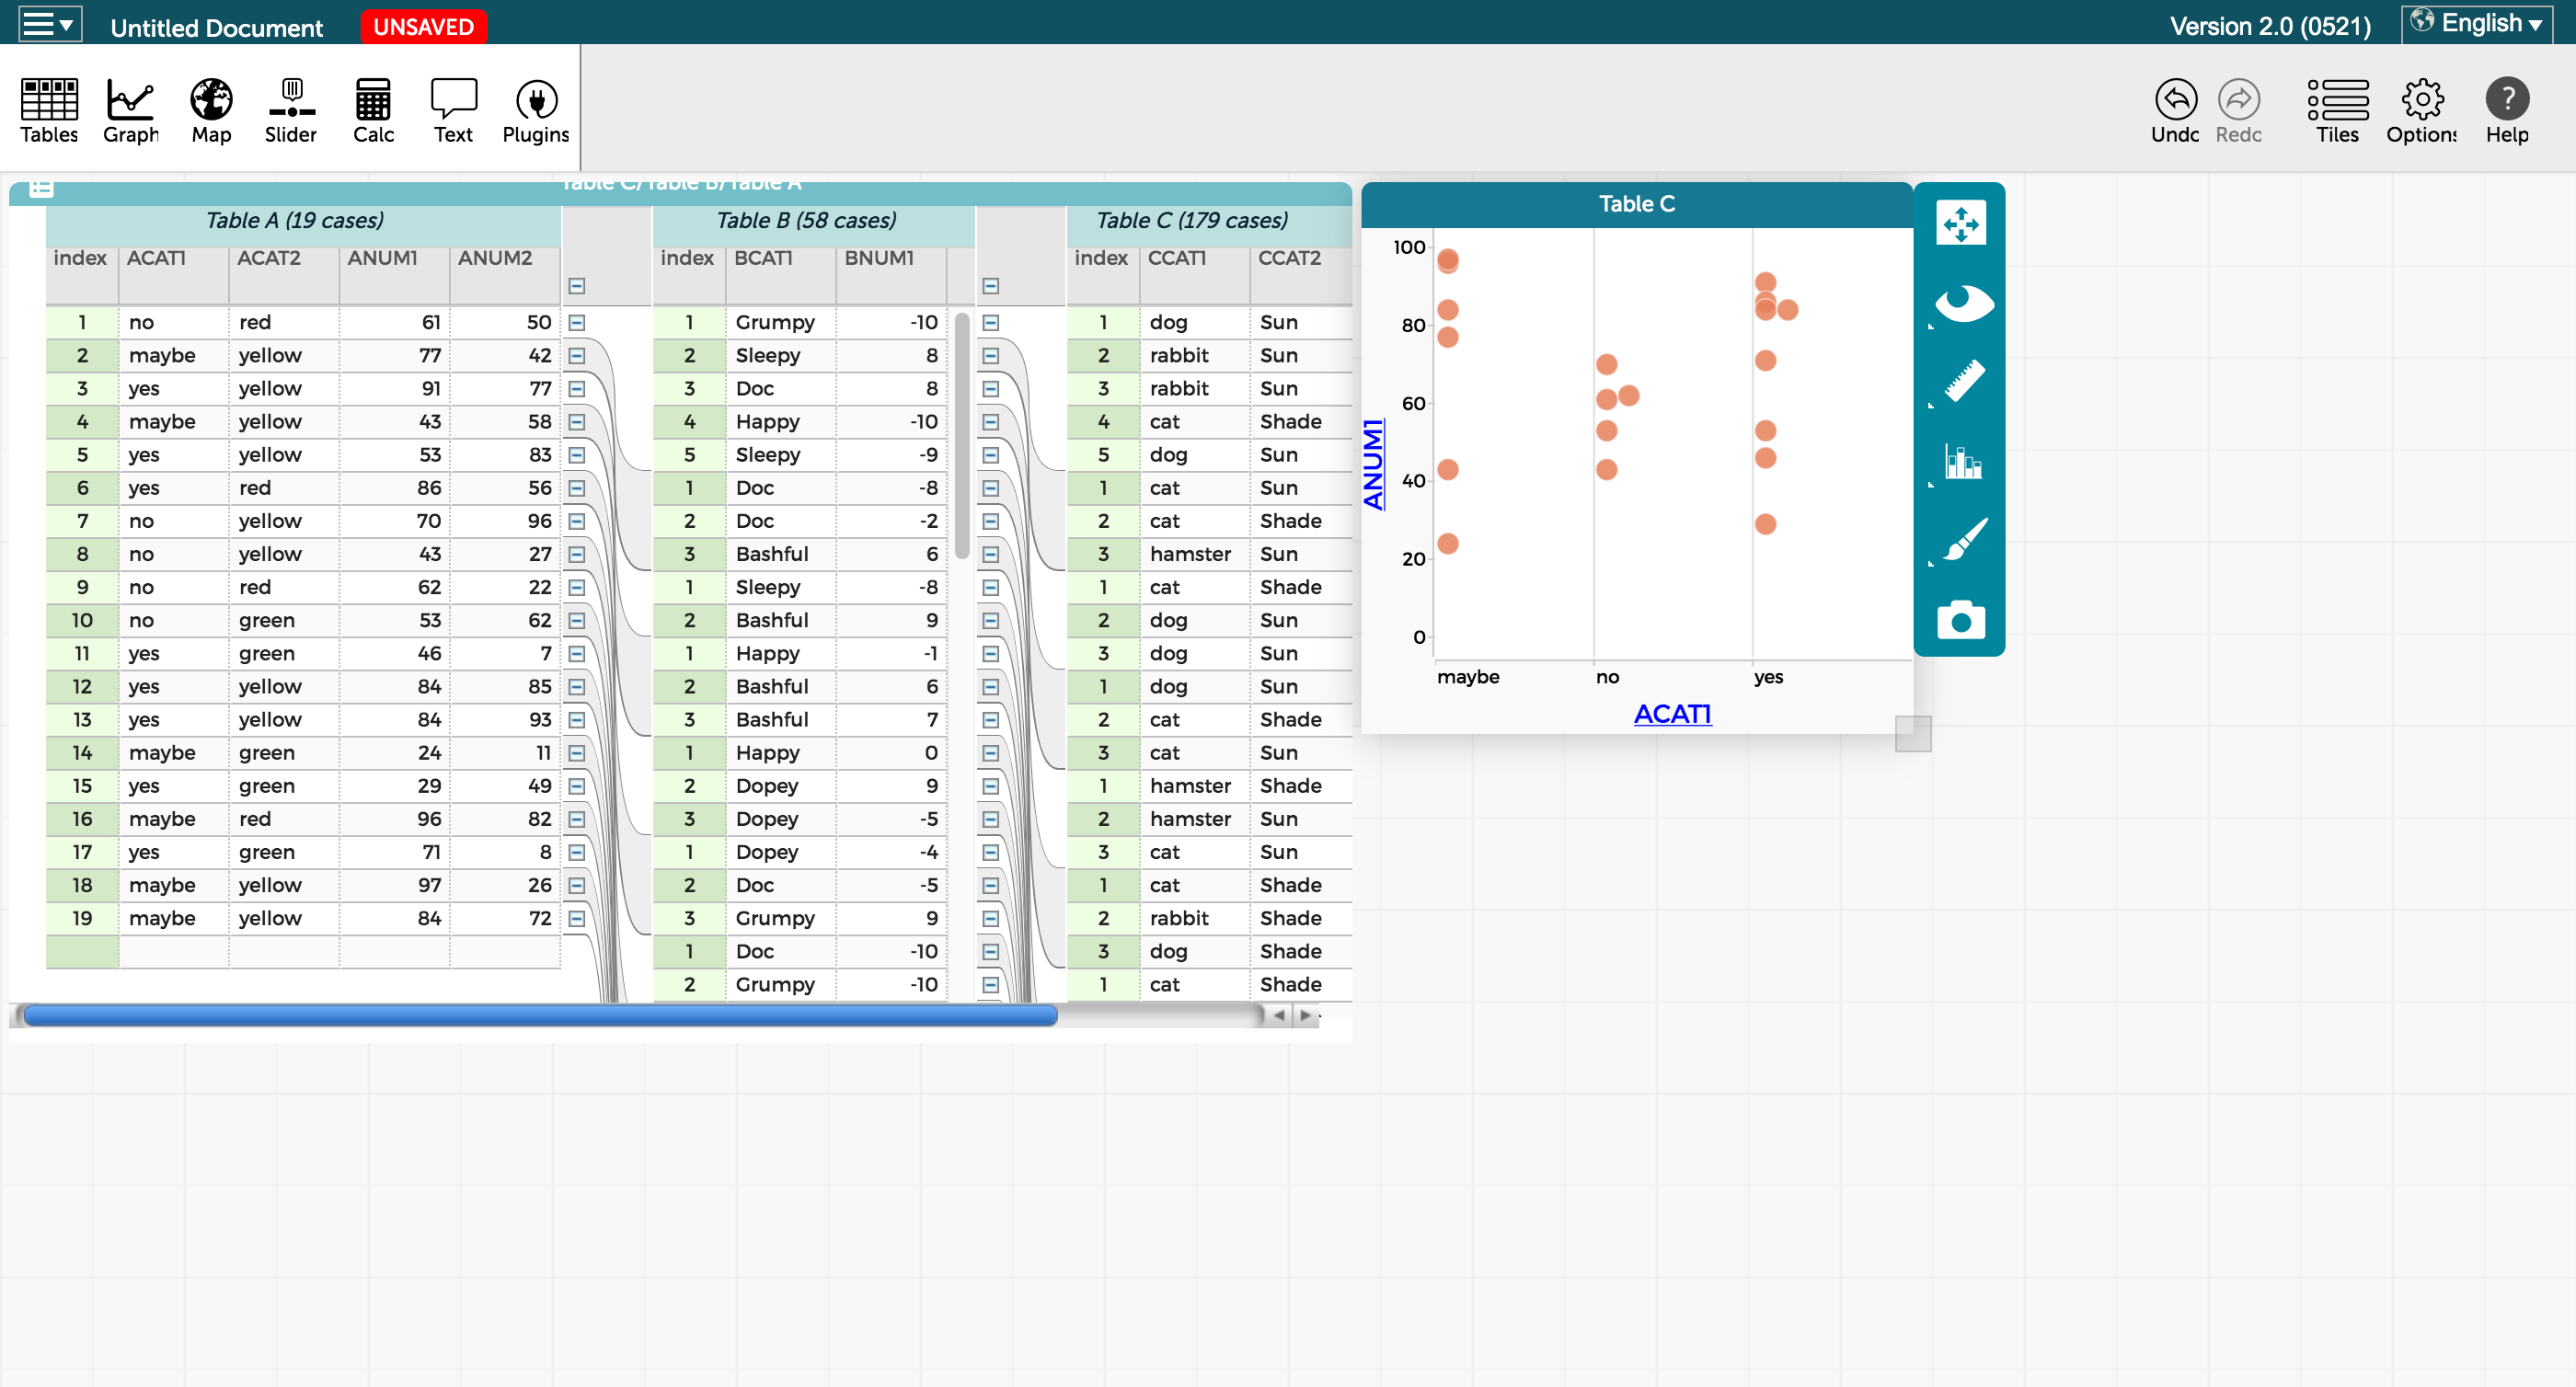 Untitled Document UNSAVED Version 2.0 (0521) English
Tables Graph Map Slider Calc Text Plugins Undo Redo Tiles Options Help
Table C/Table B/Table A
Table A (19 cases) Table B (58 cases) Table C (179 cases)
index ACAT1 ACAT2 ANUM1 ANUM2 index BCAT1 BNUM1 index CCAT1 CCAT2
1 no red 61 50 1 Grumpy -10 1 dog Sun
2 maybe yellow 77 42 2 Sleepy 8 2 rabbit Sun
3 yes yellow 91 77 3 Doc 8 3 rabbit Sun
4 maybe yellow 43 58 4 Happy -10 4 cat Shade
5 yes yellow 53 83 5 Sleepy -9 5 dog Sun
6 yes red 86 56 1 Doc -8 1 cat Sun
7 no yellow 70 96 2 Doc -2 2 cat Shade
8 no yellow 43 27 3 Bashful 6 3 hamster Sun
9 no red 62 22 1 Sleepy -8 1 cat Shade
10 no green 53 62 2 Bashful 9 2 dog Sun
11 yes green 46 7 1 Happy -1 3 dog Sun
12 yes yellow 84 85 2 Bashful 6 1 dog Sun
13 yes yellow 84 93 3 Bashful 7 2 cat Shade
14 maybe green 24 11 1 Happy 0 3 cat Sun
15 yes green 29 49 2 Dopey 9 1 hamster Shade
16 maybe red 96 82 3 Dopey -5 2 hamster Sun
17 yes green 71 8 1 Dopey -4 3 cat Sun
18 maybe yellow 97 26 2 Doc -5 1 cat Shade
19 maybe yellow 84 72 3 Grumpy 9 2 rabbit Shade
1 Doc -10 3 dog Shade
2 Grumpy -10 1 cat Shade
Table C
100
80
60
40
20
0
ANUM1
maybe no yes
ACAT1